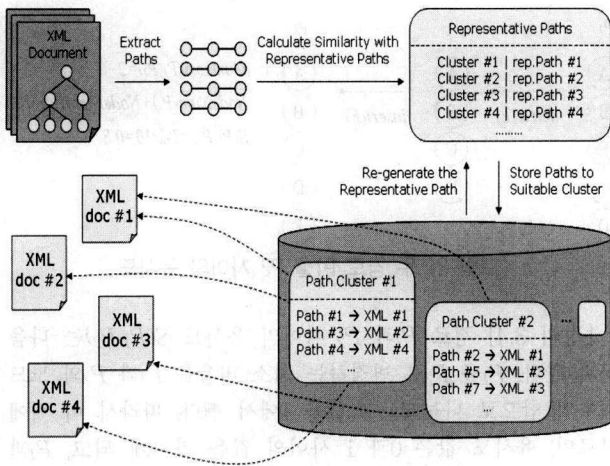 XML
Document
Extract
Paths
Calculate Similarity with
Representative Paths
Representative Paths
Cluster #1 | rep.Path #1
Cluster #2 | rep.Path #2
Cluster #3 | rep.Path #3
Cluster #4 | rep.Path #4
.........
Re-generate the
Representative Path
Store Paths to
Suitable Cluster
XML
doc #1
XML
doc #2
XML
doc #3
XML
doc #4
Path Cluster #1
Path #1 → XML #1
Path #3 → XML #2
Path #4 → XML #4
...
Path Cluster #2
Path #2 → XML #1
Path #5 → XML #3
Path #7 → XML #3
...
...